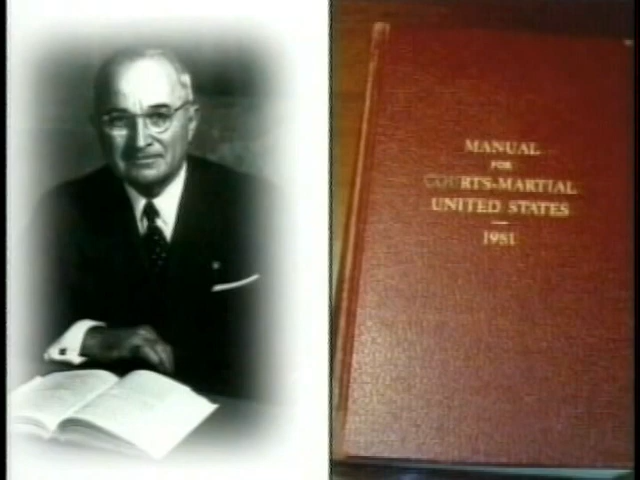 MANUAL
FOR
COURTS-MARTIAL
UNITED STATES
1951